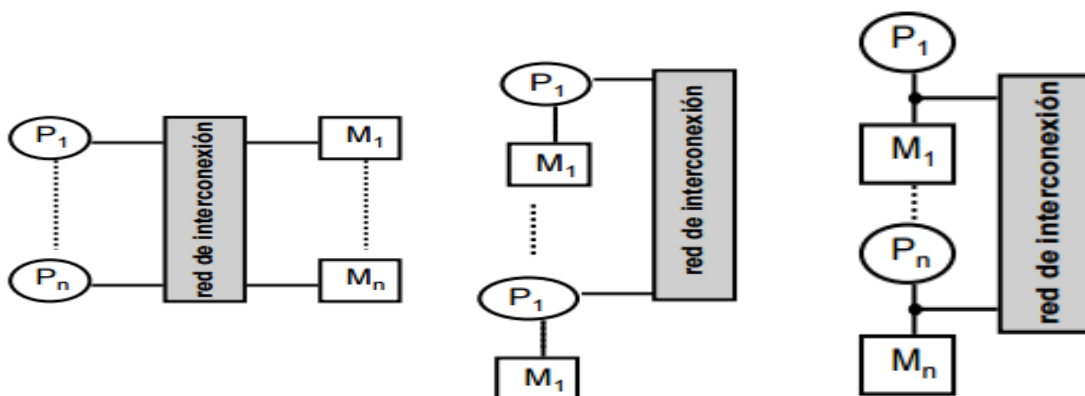 P1
red de interconexión
M1
Pn
Mn
P1
M1
red de interconexión
P1
M1
P1
M1
red de interconexión
Pn
Mn